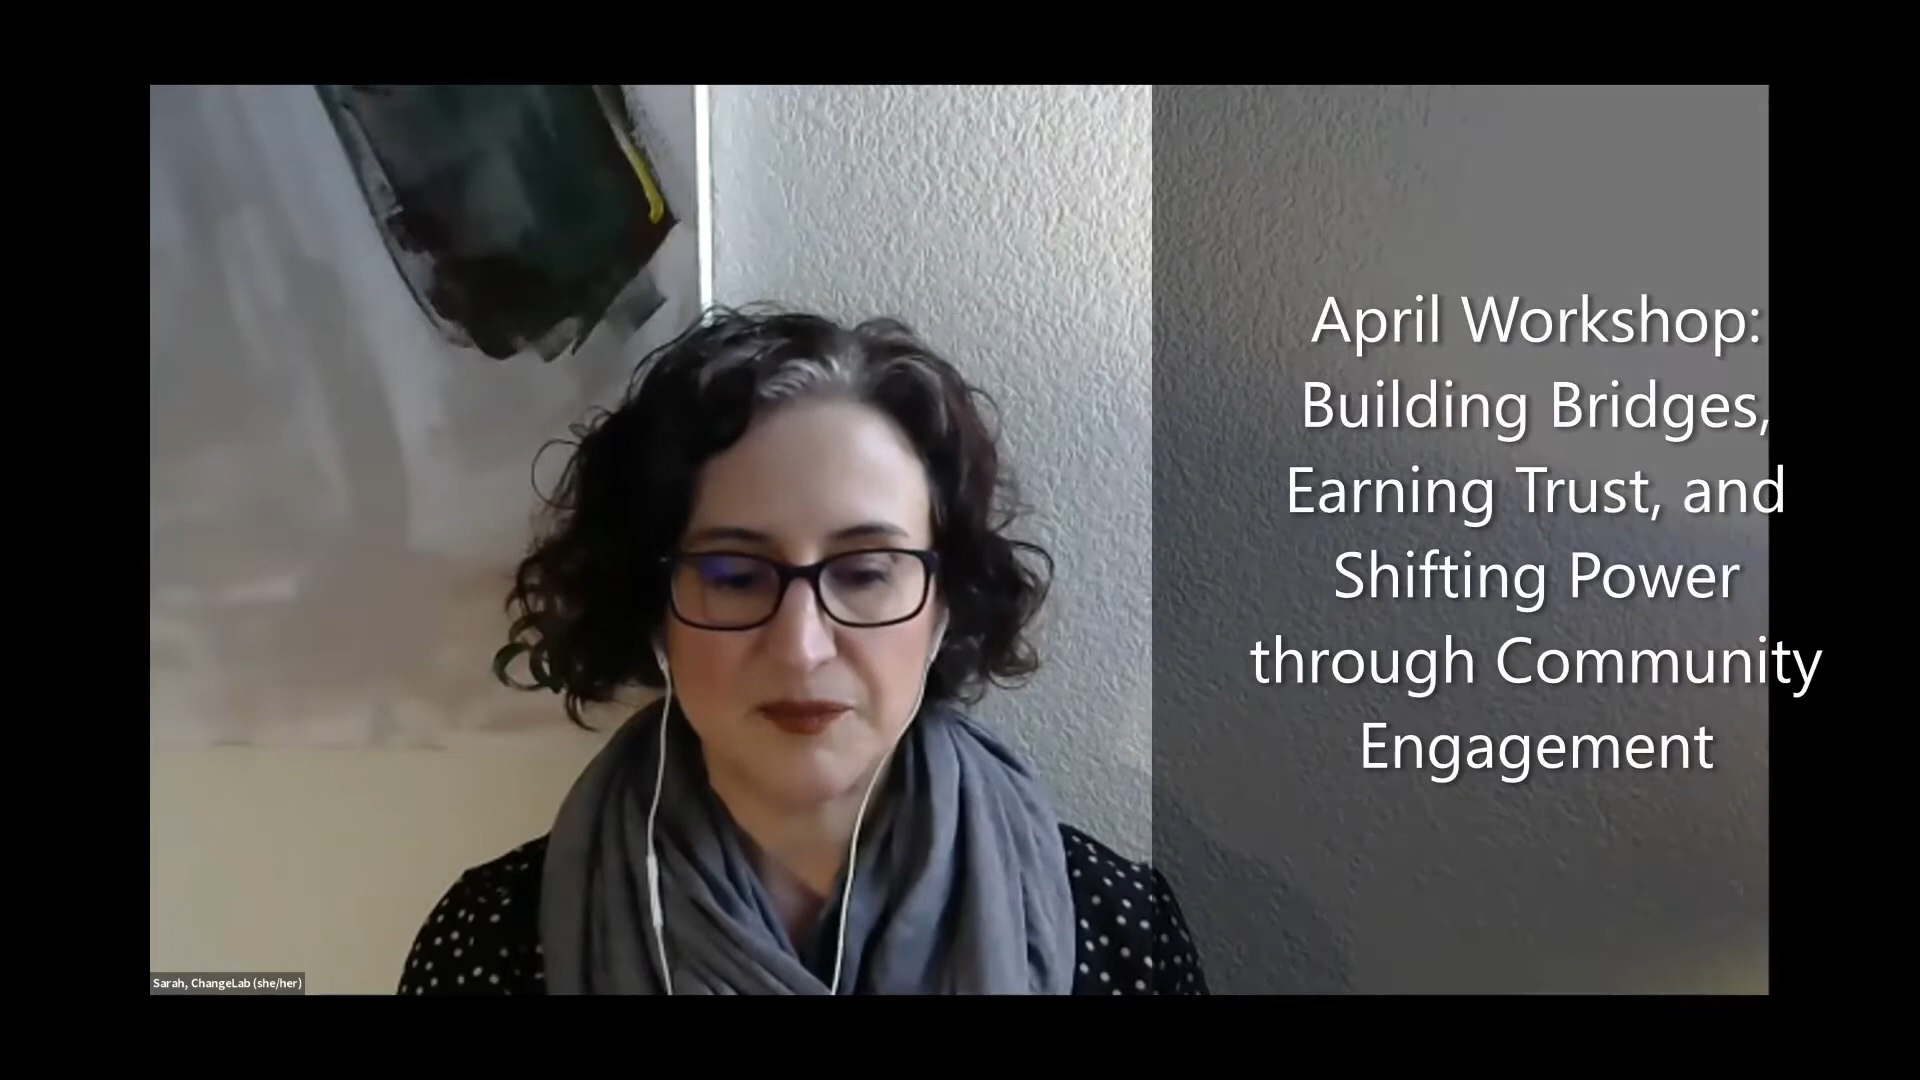 April Workshop:
Building Bridges,
Earning Trust, and
Shifting Power
through Community
Engagement
Sarah, ChangeLab (she/her)